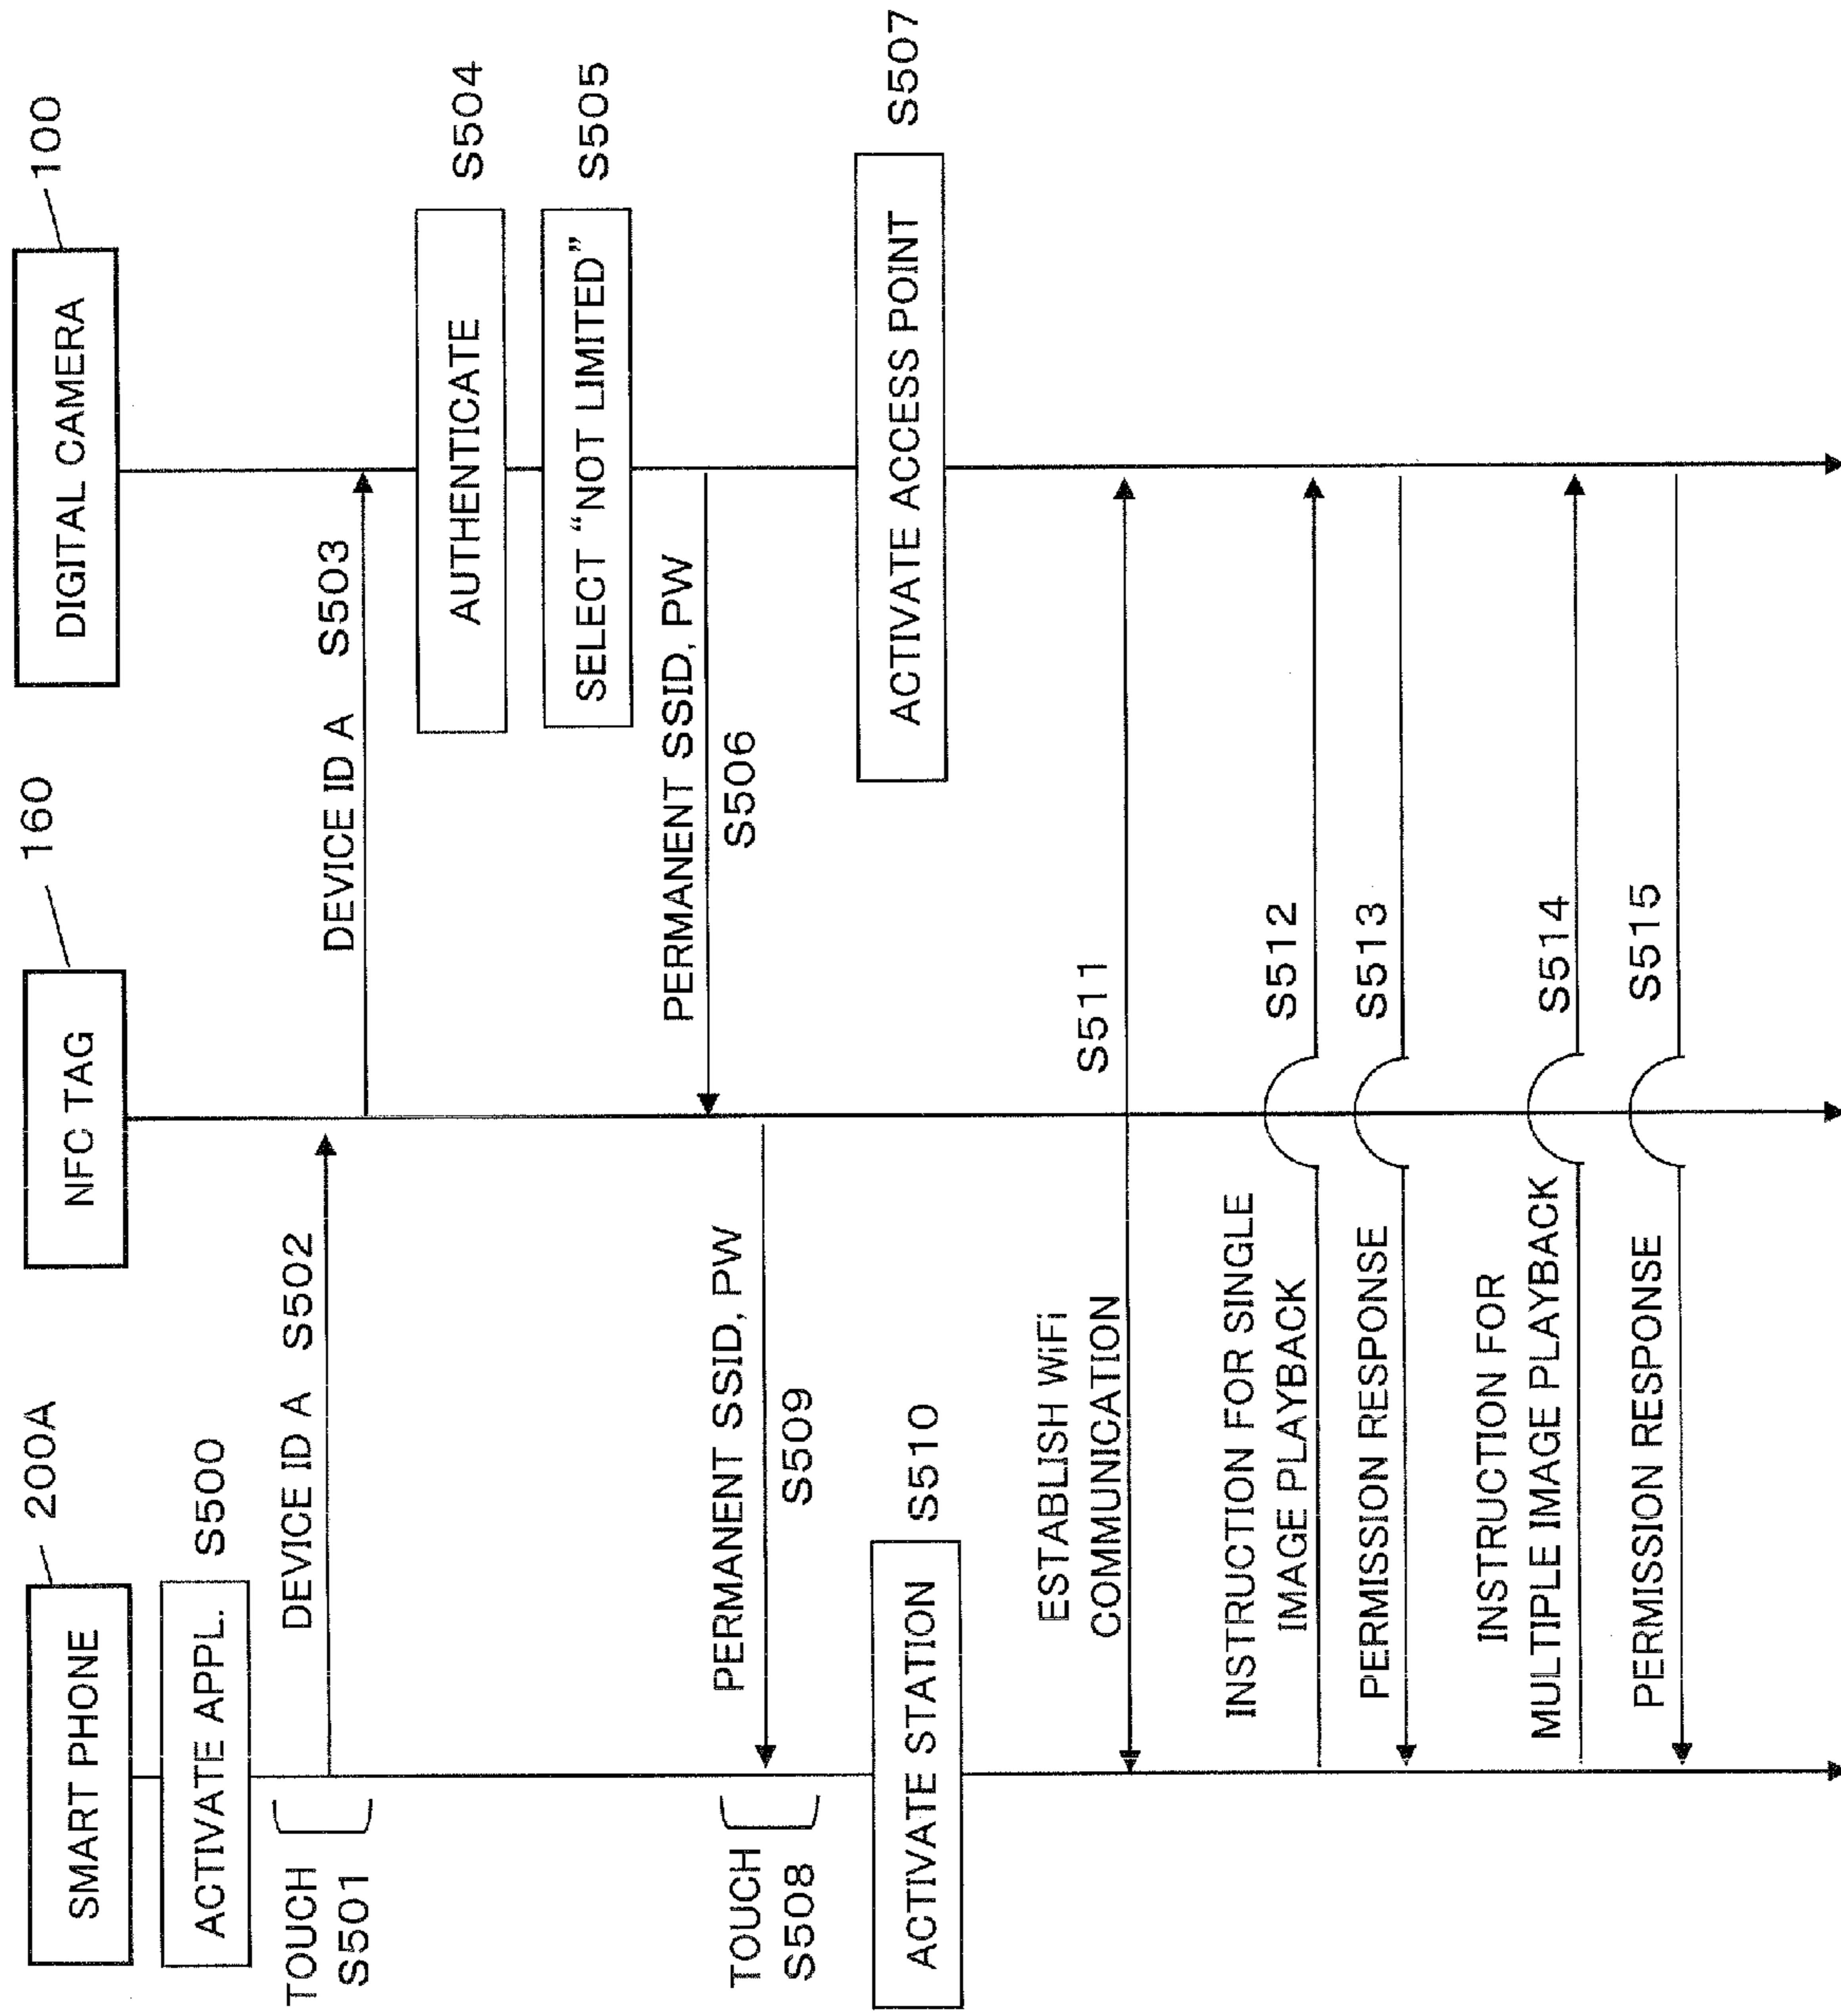 SMART PHONE
200A
NFC TAG
160
DIGITAL CAMERA
100
ACTIVATE APPL.
S500
TOUCH
S501
DEVICE ID A S502
DEVICE ID A S503
AUTHENTICATE
S504
SELECT “NOT LIMITED”
S505
PERMANENT SSID, PW
S506
ACTIVATE ACCESS POINT
S507
TOUCH
S508
PERMANENT SSID, PW
S509
ACTIVATE STATION
S510
ESTABLISH WiFi
COMMUNICATION
S511
INSTRUCTION FOR SINGLE
IMAGE PLAYBACK
S512
PERMISSION RESPONSE
S513
INSTRUCTION FOR
MULTIPLE IMAGE PLAYBACK
S514
PERMISSION RESPONSE
S515